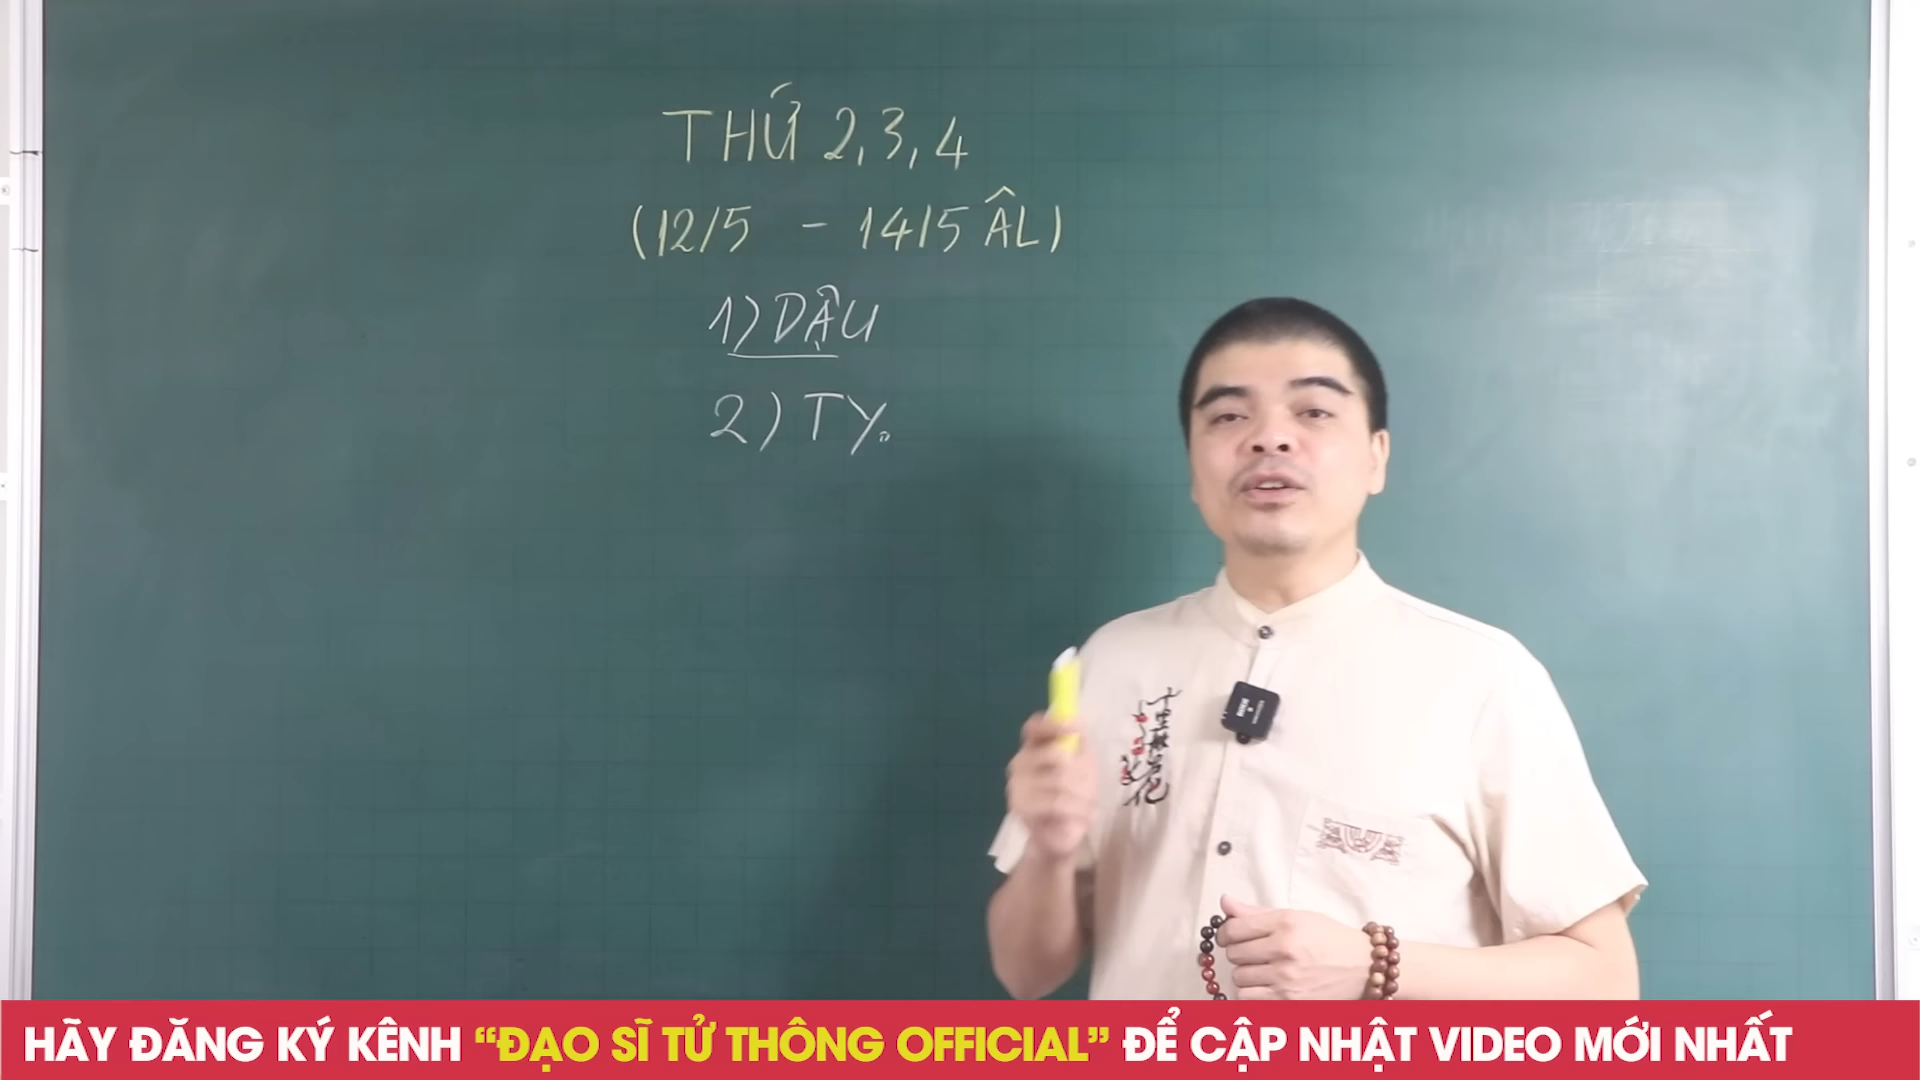 THỨ 2, 3, 4
(12/5 - 14/5 ÂL)
1) DẬU
2) TỴ
HÃY ĐĂNG KÝ KÊNH “ĐẠO SĨ TỬ THÔNG OFFICIAL” ĐỂ CẬP NHẬT VIDEO MỚI NHẤT